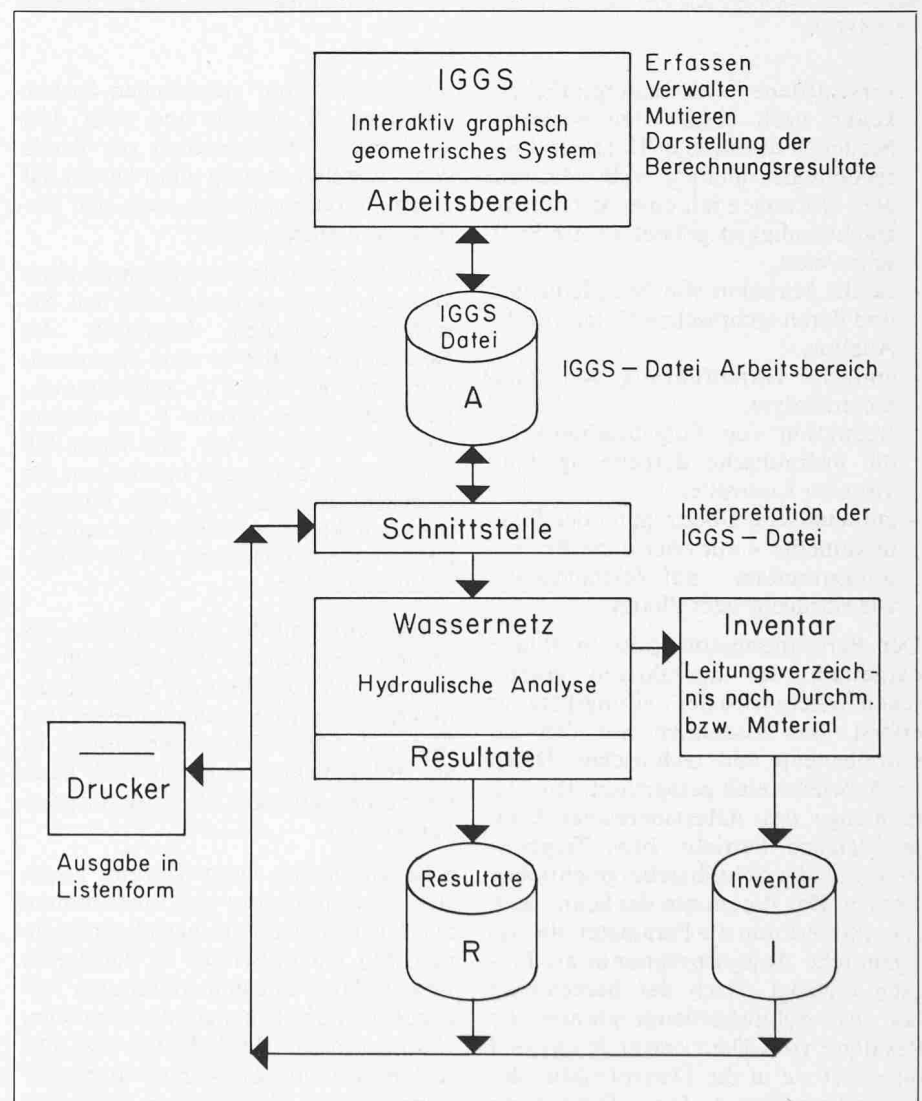 IGGS
Interaktiv graphisch
geometrisches System
Arbeitsbereich
Erfassen
Verwalten
Mutieren
Darstellung der
Berechnungsresultate
IGGS
Datei
A
IGGS – Datei Arbeitsbereich
Schnittstelle
Interpretation der
IGGS – Datei
Wassernetz
Hydraulische Analyse
Resultate
Inventar
Leitungsverzeich-
nis nach Durchm.
bzw. Material
Drucker
Ausgabe in
Listenform
Resultate
R
Inventar
I